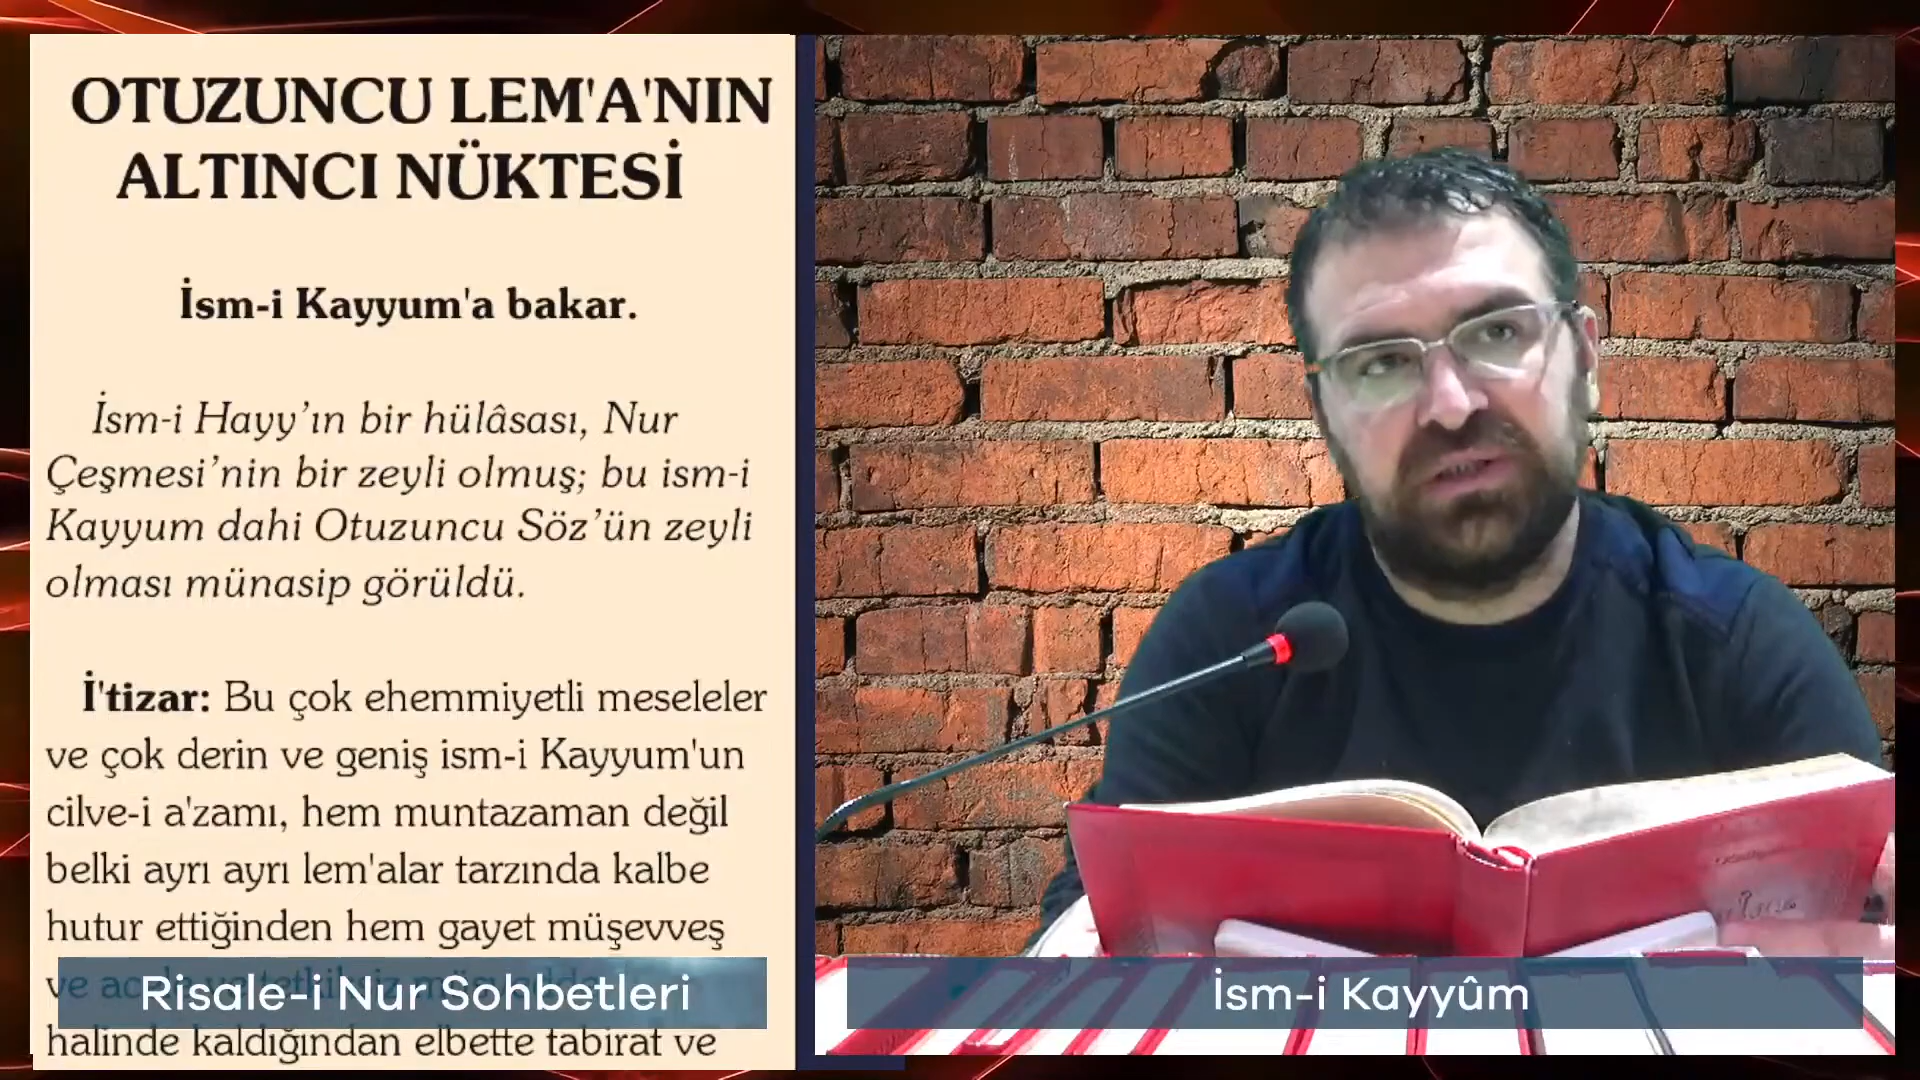 OTUZUNCU LEM'A'NIN
ALTINCI NÜKTESİ
İsm-i Kayyum'a bakar.
İsm-i Hayy’ın bir hülâsası, Nur
Çeşmesi’nin bir zeyli olmuş; bu ism-i
Kayyum dahi Otuzuncu Söz’ün zeyli
olması münasip görüldü.
İ'tizar: Bu çok ehemmiyetli meseleler
ve çok derin ve geniş ism-i Kayyum'un
cilve-i a'zamı, hem muntazaman değil
belki ayrı ayrı lem'alar tarzında kalbe
hutur ettiğinden hem gayet müşevveş
ve
halinde kaldığından elbette tabirat ve
Risale-i Nur Sohbetleri
İsm-i Kayyûm